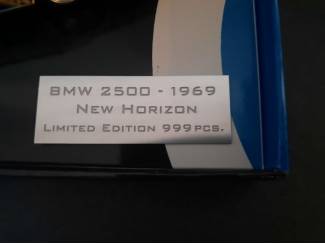 BMW 2500 - 1969
New Horizon
Limited Edition 999 pcs.